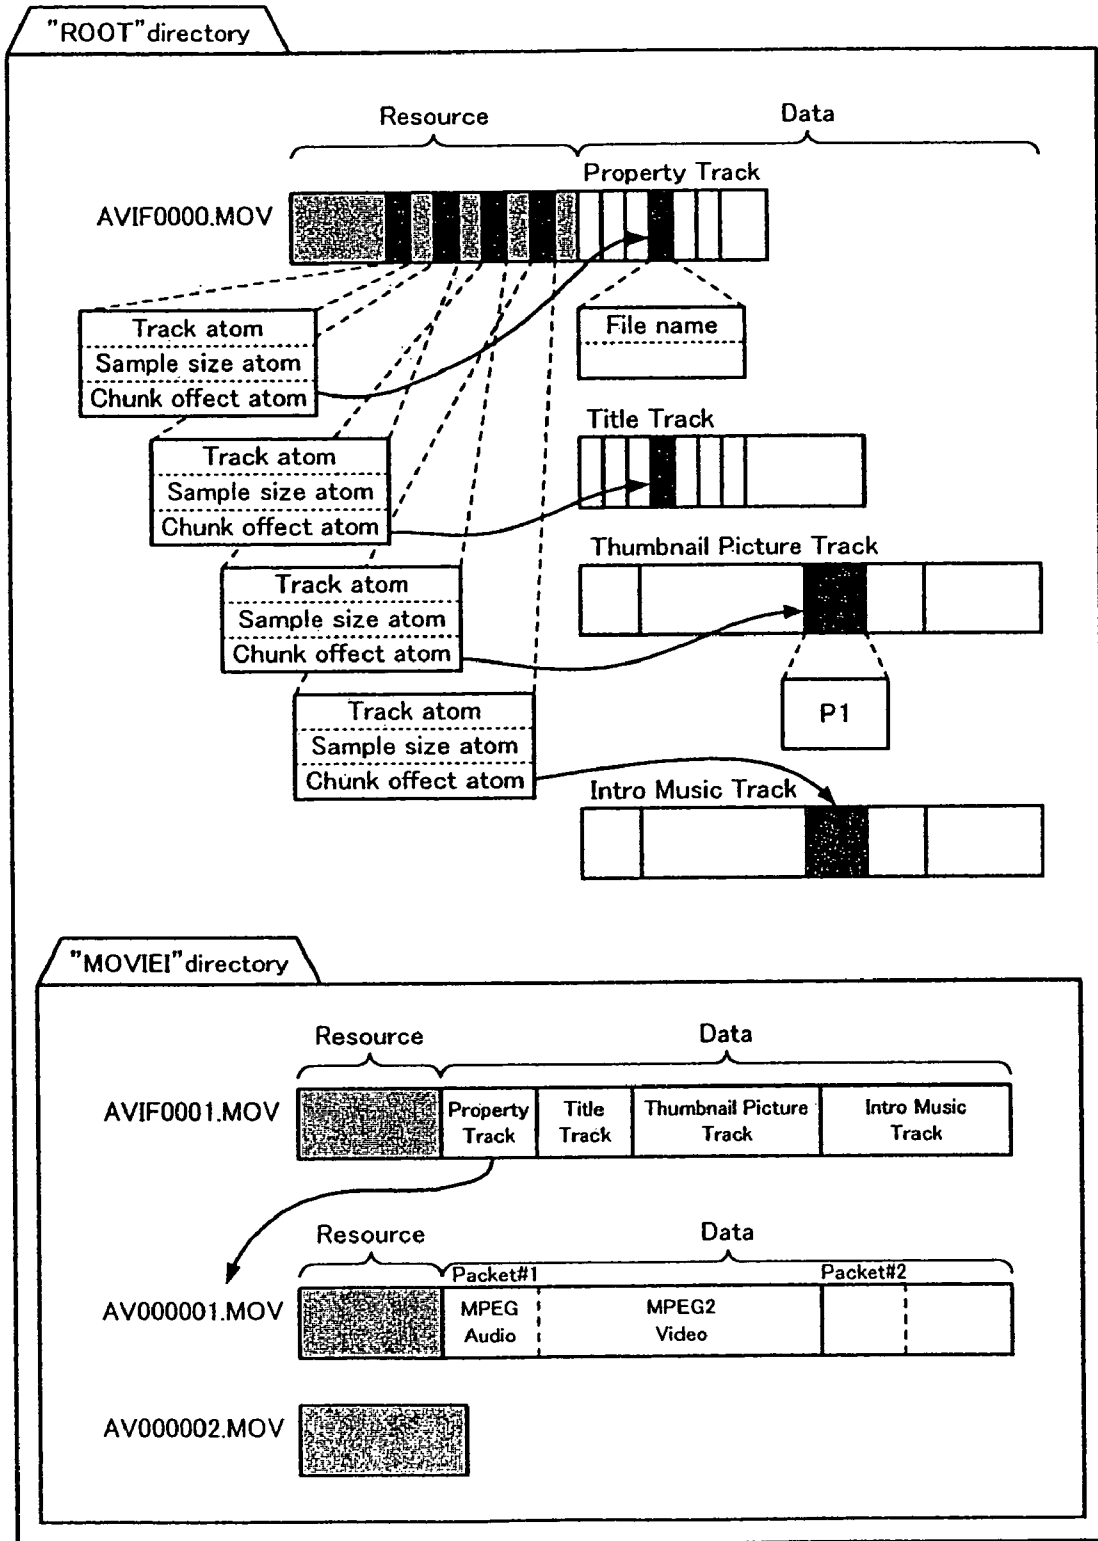 "ROOT" directory
Resource
Data
Property Track
AVIF0000.MOV
Track atom
Sample size atom
Chunk offect atom
File name
Title Track
Track atom
Sample size atom
Chunk offect atom
Thumbnail Picture Track
Track atom
Sample size atom
Chunk offect atom
P1
Track atom
Sample size atom
Chunk offect atom
Intro Music Track
"MOVIEI" directory
Resource
Data
AVIF0001.MOV
Property
Track
Title
Track
Thumbnail Picture
Track
Intro Music
Track
Resource
Data
Packet#1
Packet#2
AV000001.MOV
MPEG
Audio
MPEG2
Video
AV000002.MOV